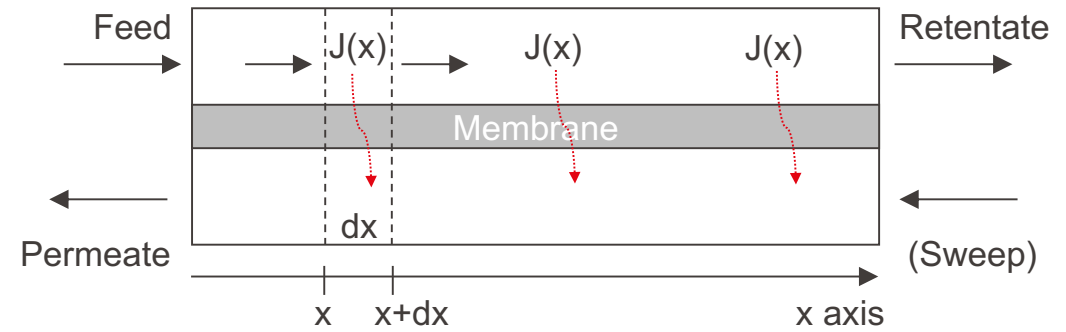 Feed
J(x)
J(x)
J(x)
Retentate
Membrane
dx
Permeate
(Sweep)
x
x+dx
x axis